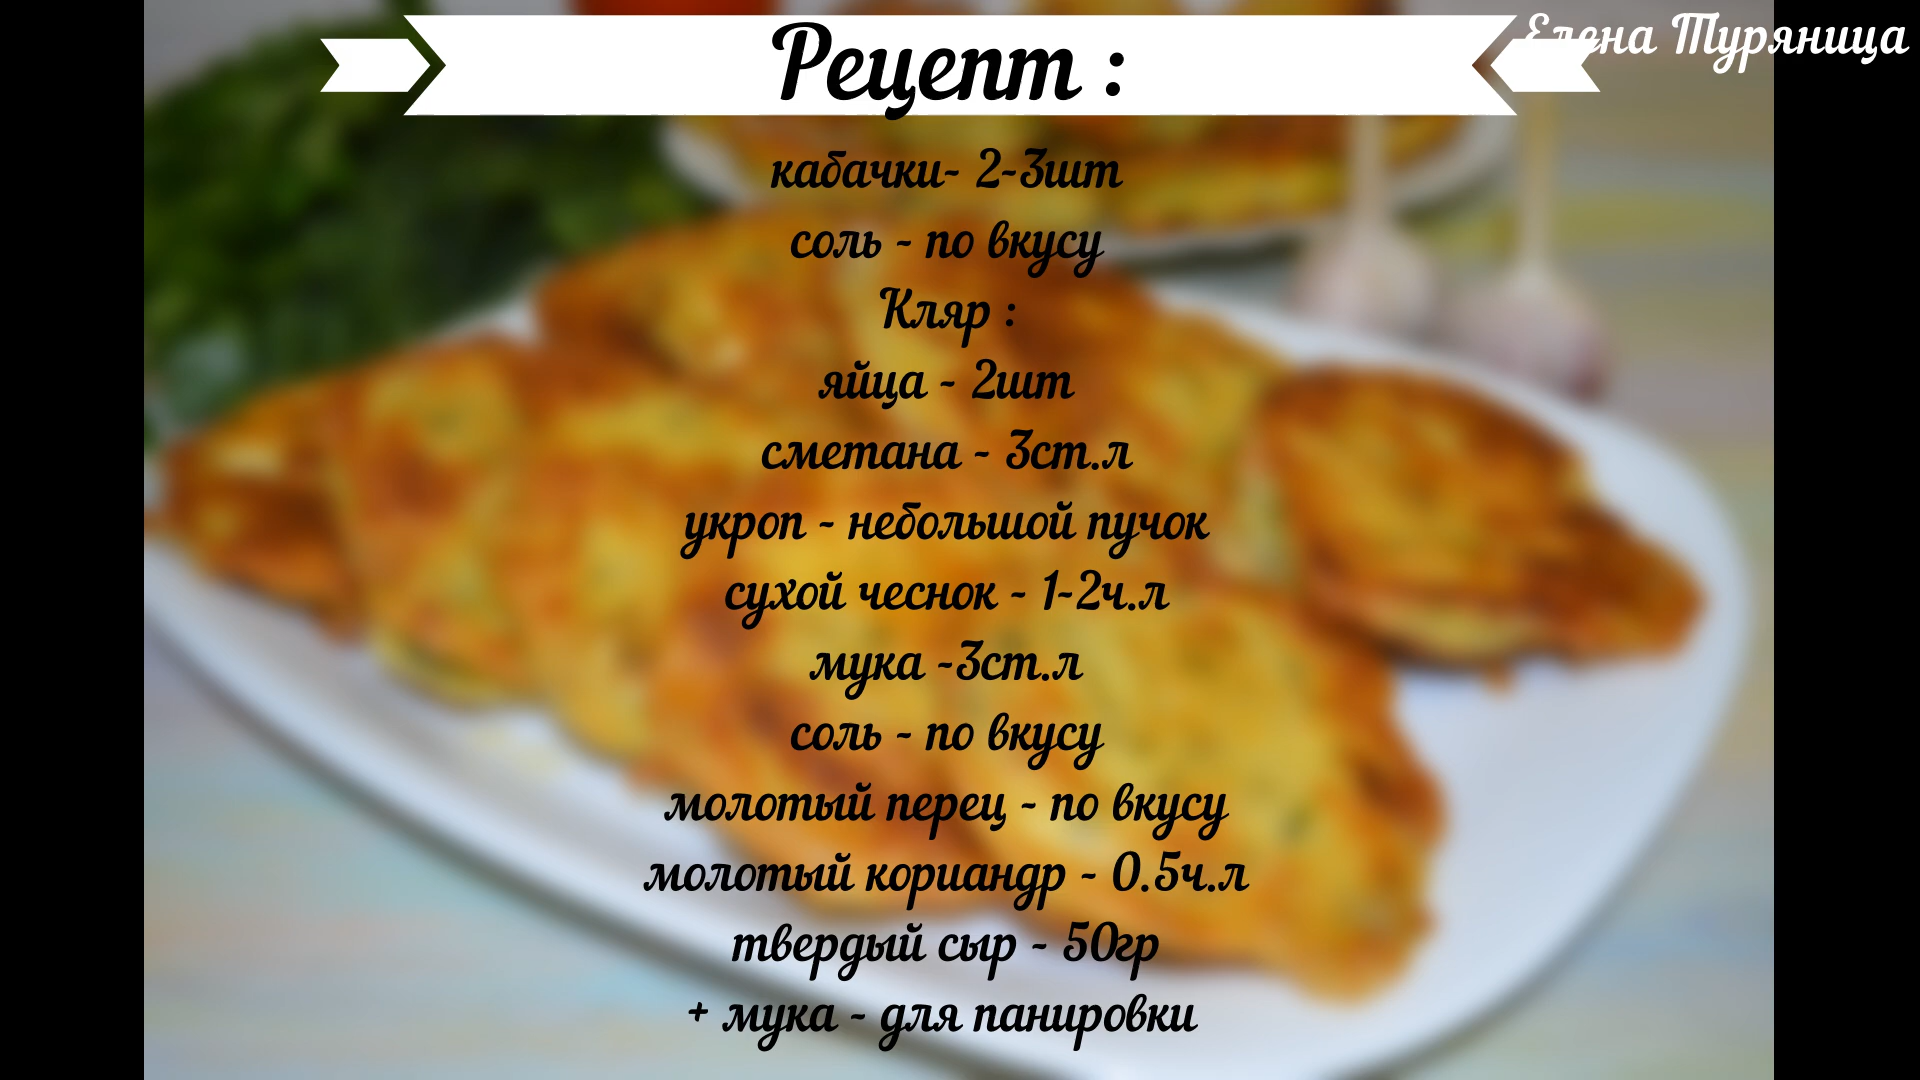 Рецепт :
Елена Туряница
кабачки- 2-3шт
соль - по вкусу
Кляр :
яйца - 2шт
сметана - 3ст.л
укроп - небольшой пучок
сухой чеснок - 1-2ч.л
мука -3ст.л
соль - по вкусу
молотый перец - по вкусу
молотый кориандр - 0.5ч.л
твердый сыр - 50гр
+ мука - для панировки